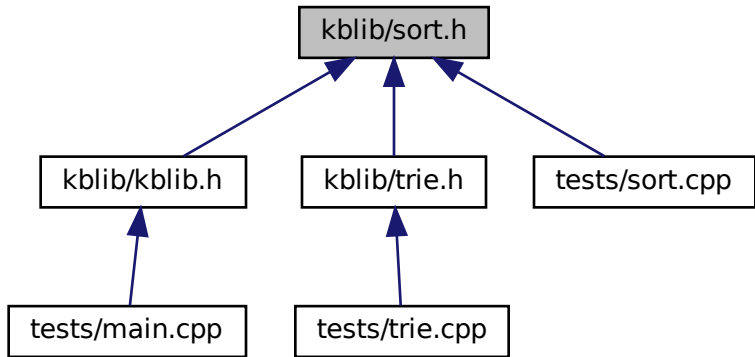 kblib/sort.h
kblib/kblib.h
kblib/trie.h
tests/sort.cpp
tests/main.cpp
tests/trie.cpp